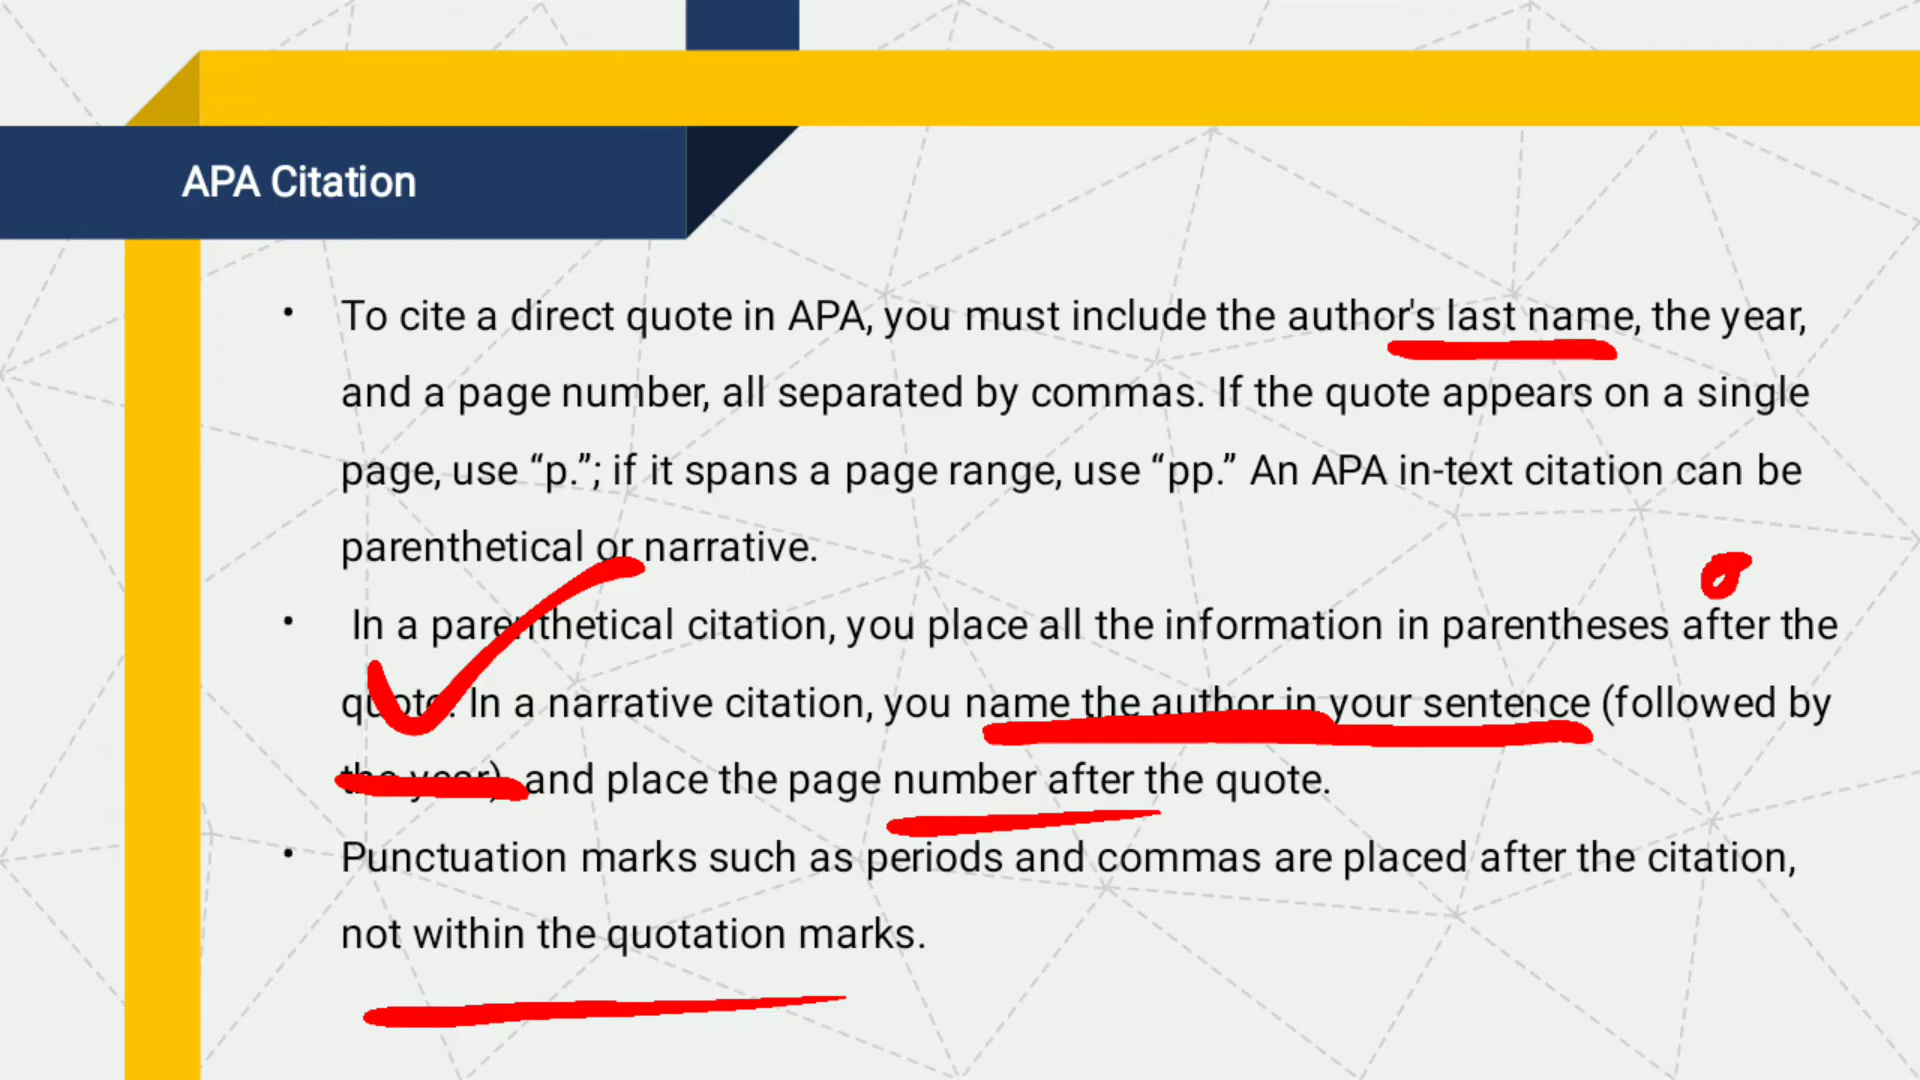 APA Citation
• To cite a direct quote in APA, you must include the author's last name, the year,
and a page number, all separated by commas. If the quote appears on a single
page, use “p.”; if it spans a page range, use “pp.” An APA in-text citation can be
parenthetical or narrative.
• In a parenthetical citation, you place all the information in parentheses after the
quote. In a narrative citation, you name the author in your sentence (followed by
the year), and place the page number after the quote.
• Punctuation marks such as periods and commas are placed after the citation,
not within the quotation marks.